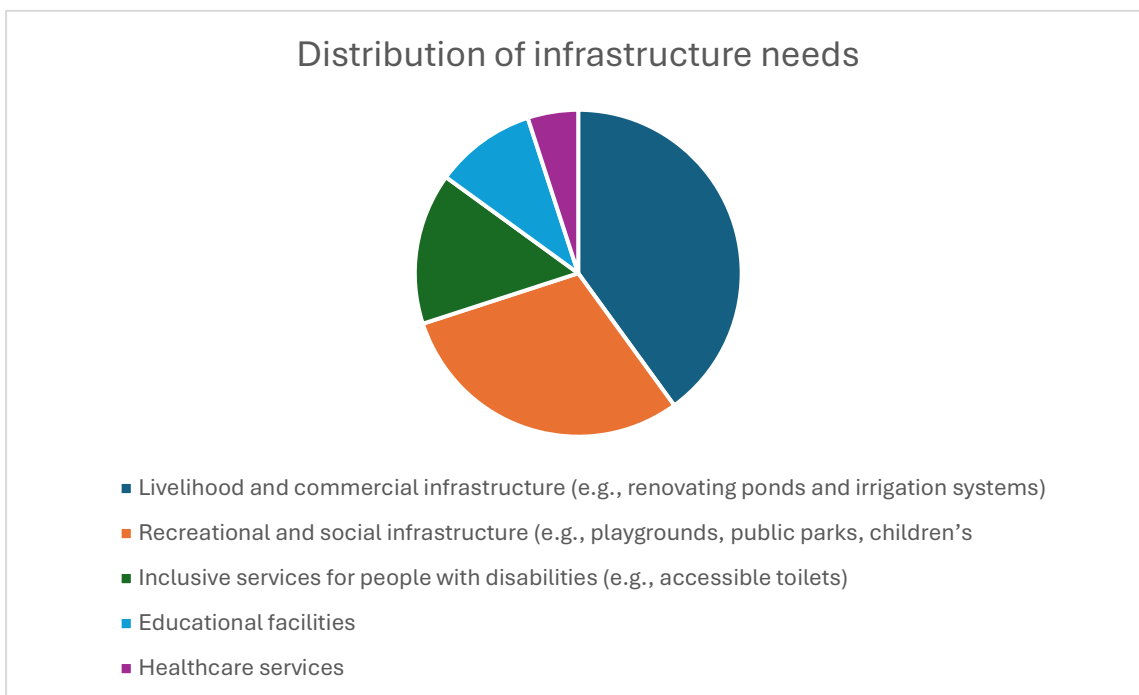 Distribution of infrastructure needs
Livelihood and commercial infrastructure (e.g., renovating ponds and irrigation systems)
Recreational and social infrastructure (e.g., playgrounds, public parks, children’s
Inclusive services for people with disabilities (e.g., accessible toilets)
Educational facilities
Healthcare services